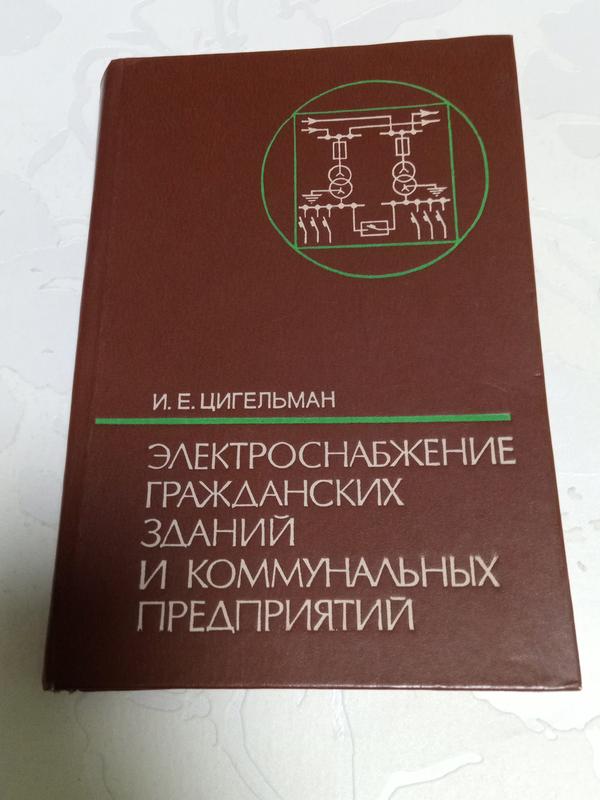 И. Е. ЦИГЕЛЬМАН
ЭЛЕКТРОСНАБЖЕНИЕ
ГРАЖДАНСКИХ
ЗДАНИЙ
И КОММУНАЛЬНЫХ
ПРЕДПРИЯТИЙ